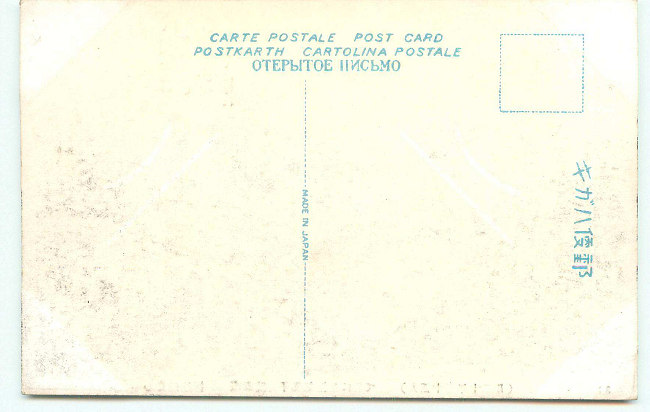 CARTE POSTALE POST CARD
POSTKARTH CARTOLINA POSTALE
ОТЕРЫТОЕ ПИСЬМО
MADE IN JAPAN
キガハ便郵